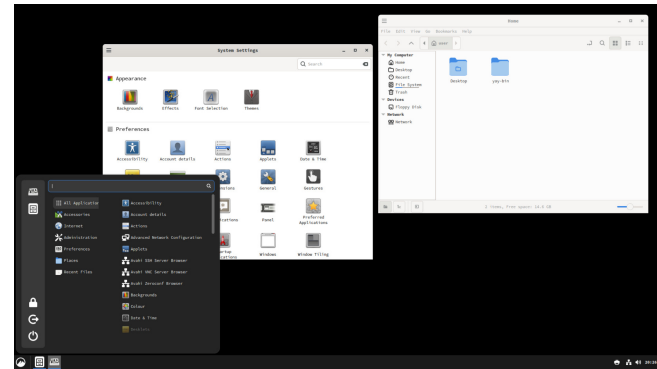 System Settings
Search
Appearance
Backgrounds
Effects
Font Selection
Themes
Preferences
Accessibility
Account details
Actions
Applets
Date & Time
General
Gestures
Panel
Preferred
Applications
Windows
Window Tiling
Home
File Edit View Go Bookmarks Help
user
My Computer
Home
Desktop
Recent
File System
Trash
Devices
Floppy Disk
Network
Network
Desktop
yay-bin
All Application
Accessories
Internet
Administration
Preferences
Places
Recent Files
Accessibility
Account details
Actions
Advanced Network Configuration
Applets
Avahi SSH Server Browser
Avahi VNC Server Browser
Avahi Zeroconf Browser
Backgrounds
Colour
Date & Time
Desklets